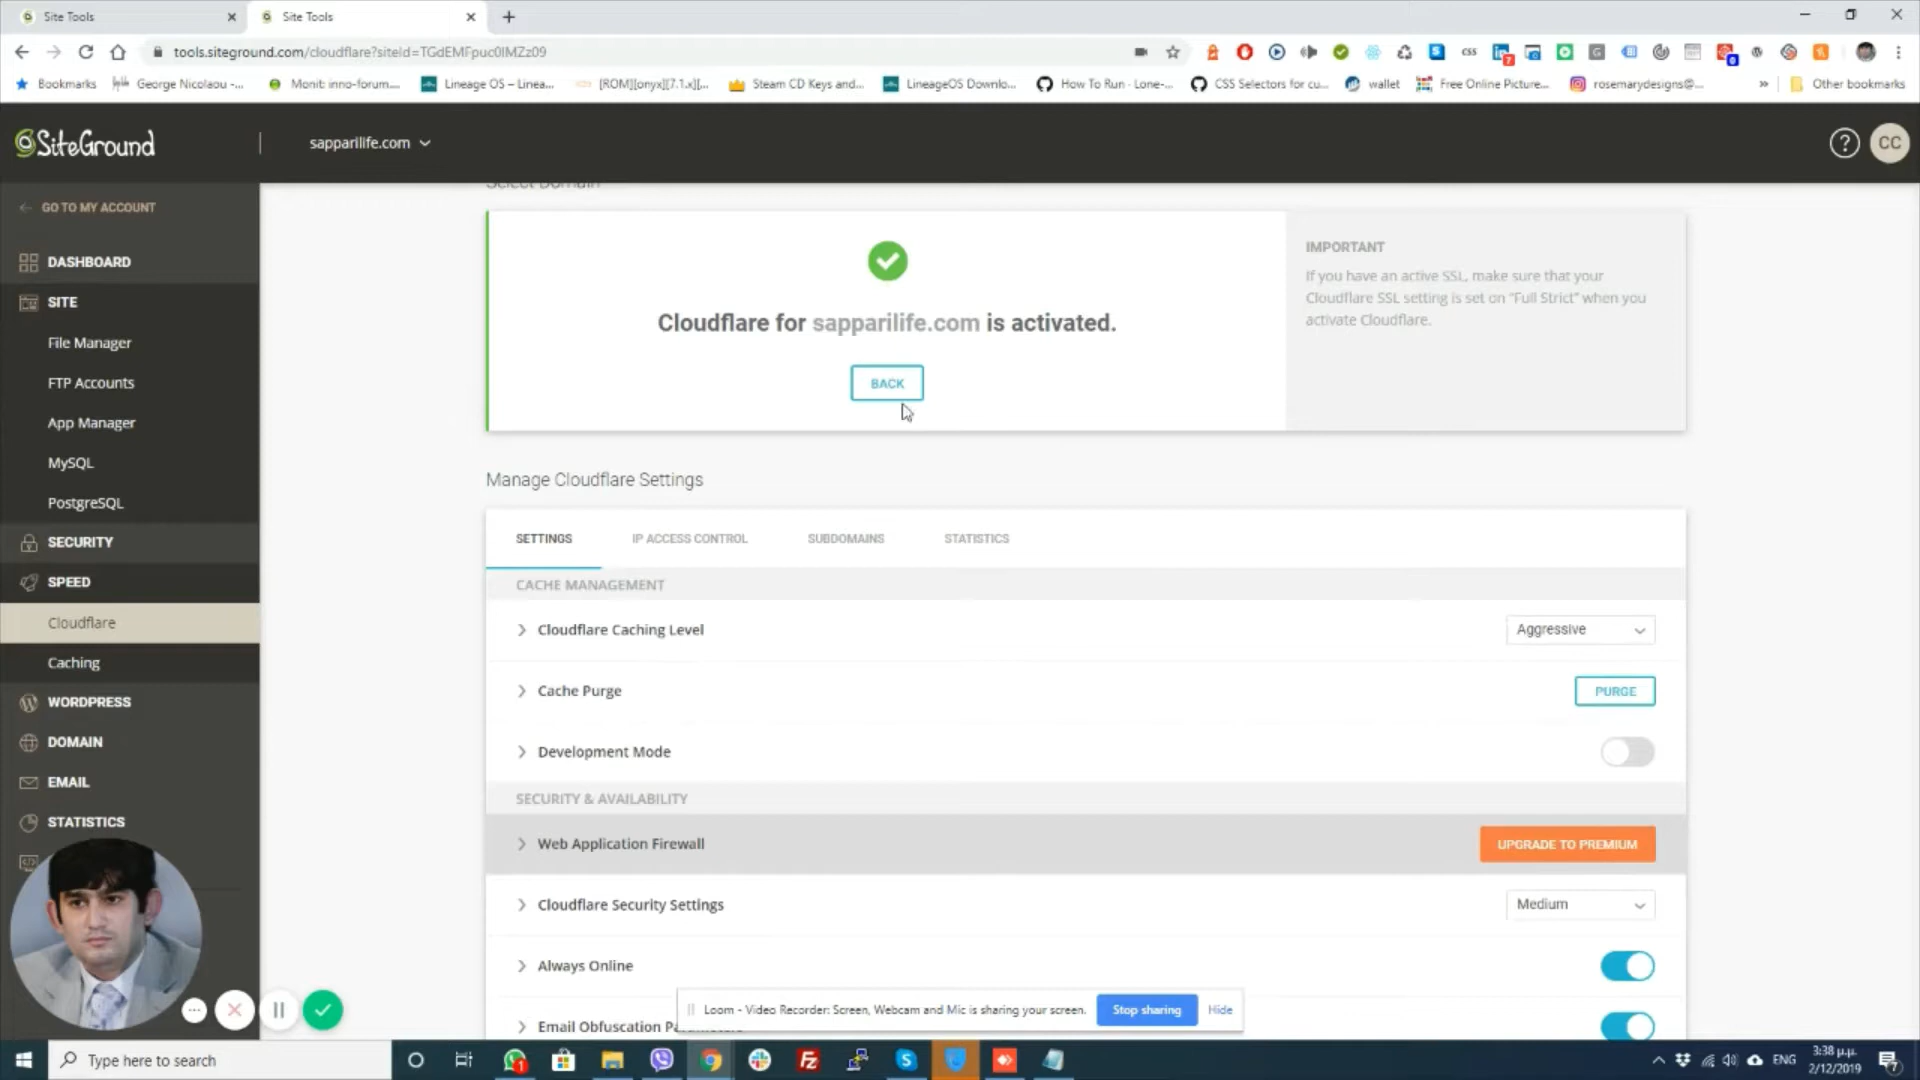 Site Tools
Site Tools
tools.siteground.com/cloudflare?siteId=TGdEMFpuc0lMZz09
Bookmarks
George Nicolaou -...
Monit: inno-forum....
Lineage OS – Linea...
[ROM][onyx][7.1.x][...
Steam CD Keys and...
LineageOS Downlo...
How To Run - Lone-...
CSS Selectors for cu...
wallet
Free Online Picture...
rosemarydesigns@...
Other bookmarks
SiteGround
sapparilife.com
CC
Select Domain
GO TO MY ACCOUNT
DASHBOARD
SITE
File Manager
FTP Accounts
App Manager
MySQL
PostgreSQL
SECURITY
SPEED
Cloudflare
Caching
WORDPRESS
DOMAIN
EMAIL
STATISTICS
Cloudflare for sapparilife.com is activated.
BACK
IMPORTANT
If you have an active SSL, make sure that your
Cloudflare SSL setting is set on "Full Strict" when you
activate Cloudflare.
Manage Cloudflare Settings
SETTINGS
IP ACCESS CONTROL
SUBDOMAINS
STATISTICS
CACHE MANAGEMENT
Cloudflare Caching Level
Aggressive
Cache Purge
PURGE
Development Mode
SECURITY & AVAILABILITY
Web Application Firewall
UPGRADE TO PREMIUM
Cloudflare Security Settings
Medium
Always Online
Email Obfuscation
Loom - Video Recorder: Screen, Webcam and Mic is sharing your screen.
Stop sharing
Hide
Type here to search
ENG
3:38 μ.μ.
2/12/2019